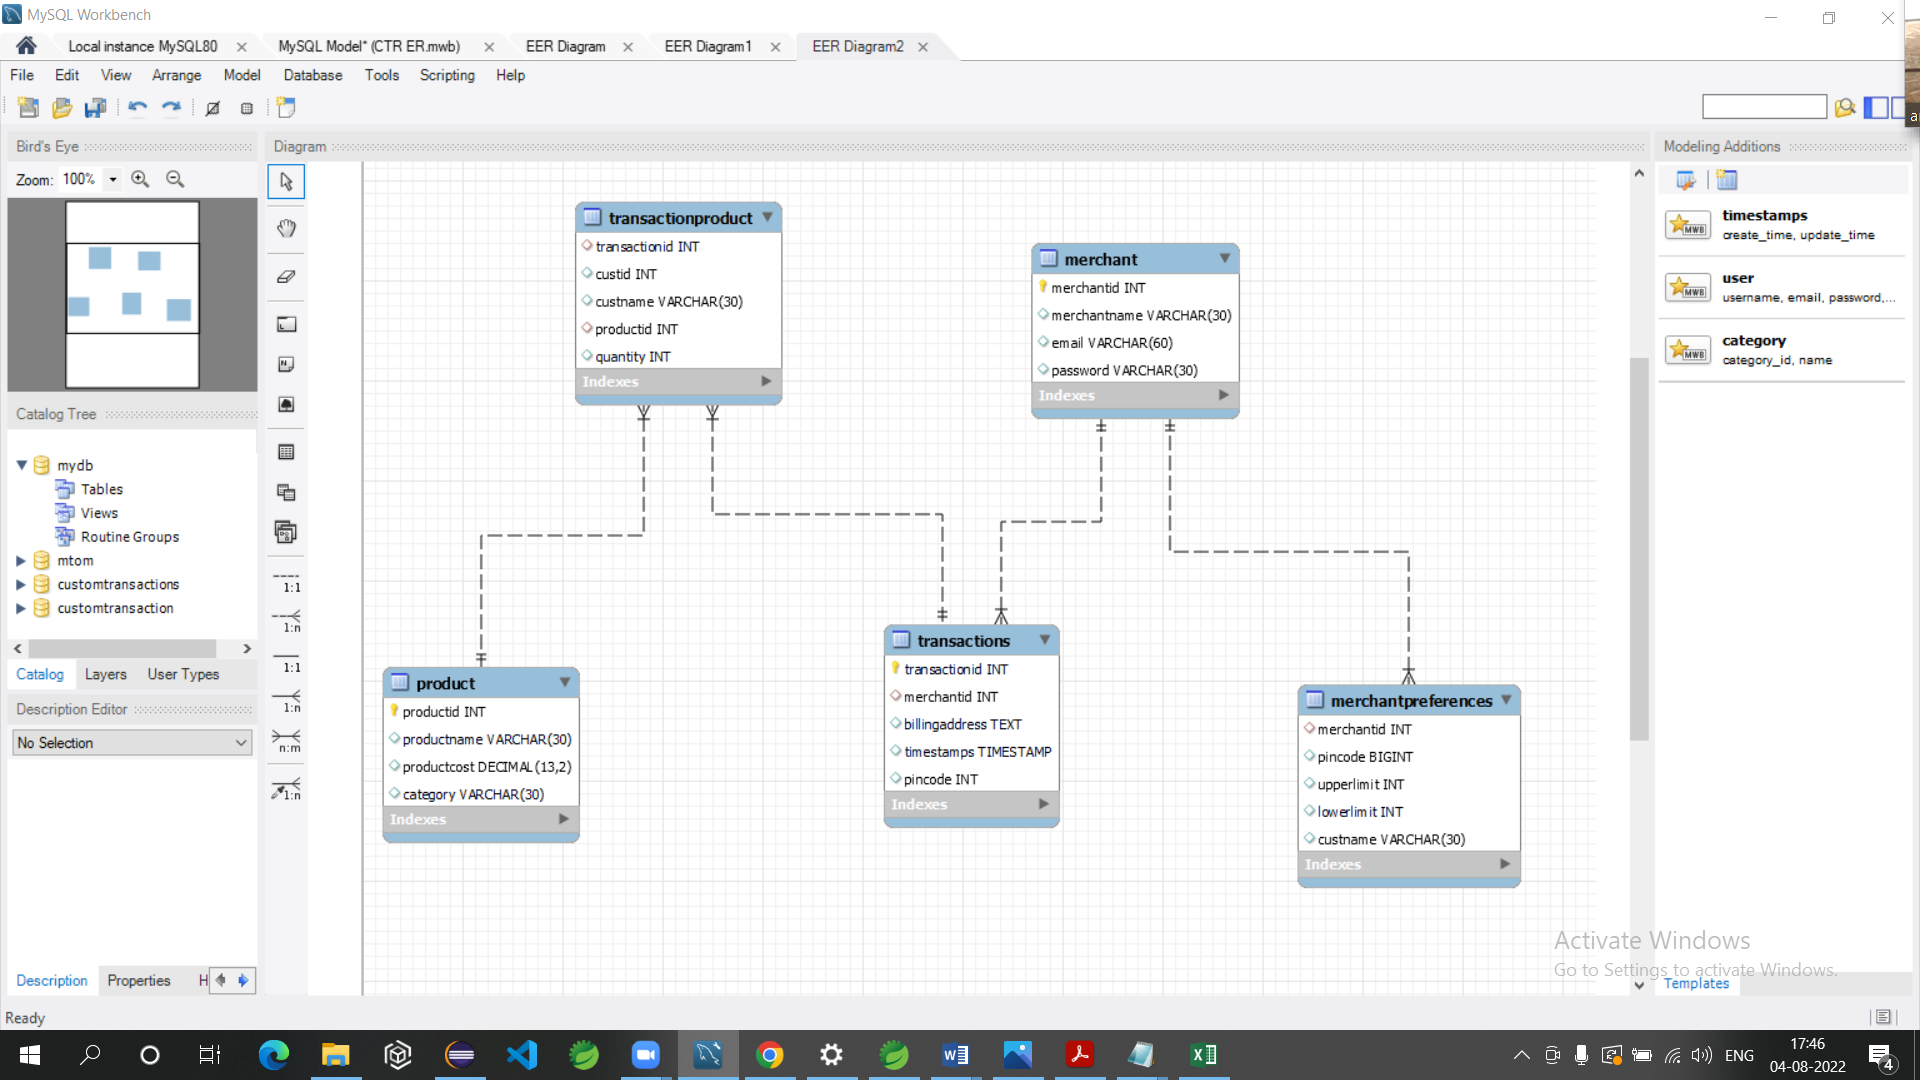 MySQL Workbench
Local instance MySQL80
MySQL Model* (CTR ER.mwb)
EER Diagram
EER Diagram1
EER Diagram2
File Edit View Arrange Model Database Tools Scripting Help
Bird's Eye
Zoom: 100%
Catalog Tree
mydb
Tables
Views
Routine Groups
mtom
customtransactions
customtransaction
Catalog Layers User Types
Description Editor
No Selection
Description Properties H
Ready
Diagram
1:1
1:n
1:1
1:n
n:m
1:n
transactionproduct
transactionid INT
custid INT
custname VARCHAR(30)
productid INT
quantity INT
Indexes
merchant
merchantid INT
merchantname VARCHAR(30)
email VARCHAR(60)
password VARCHAR(30)
Indexes
product
productid INT
productname VARCHAR(30)
productcost DECIMAL(13,2)
category VARCHAR(30)
Indexes
transactions
transactionid INT
merchantid INT
billingaddress TEXT
timestamps TIMESTAMP
pincode INT
Indexes
merchantpreferences
merchantid INT
pincode BIGINT
upperlimit INT
lowerlimit INT
custname VARCHAR(30)
Indexes
Modeling Additions
MWB
timestamps
create_time, update_time
MWB
user
username, email, password,...
MWB
category
category_id, name
Activate Windows
Go to Settings to activate Windows.
Templates
ENG
17:46
04-08-2022
4